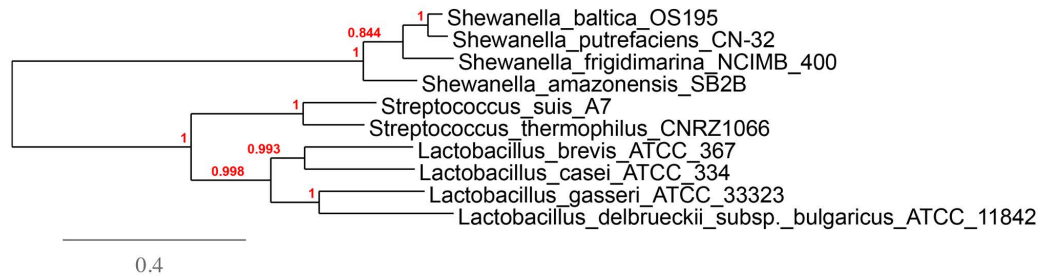 1
Shewanella_baltica_OS195
0.844
Shewanella_putrefaciens_CN-32
1
Shewanella_frigidimarina_NCIMB_400
Shewanella_amazonensis_SB2B
1
Streptococcus_suis_A7
1
Streptococcus_thermophilus_CNRZ1066
0.993
Lactobacillus_brevis_ATCC_367
0.998
Lactobacillus_casei_ATCC_334
1
Lactobacillus_gasseri_ATCC_33323
Lactobacillus_delbrueckii_subsp._bulgaricus_ATCC_11842
0.4